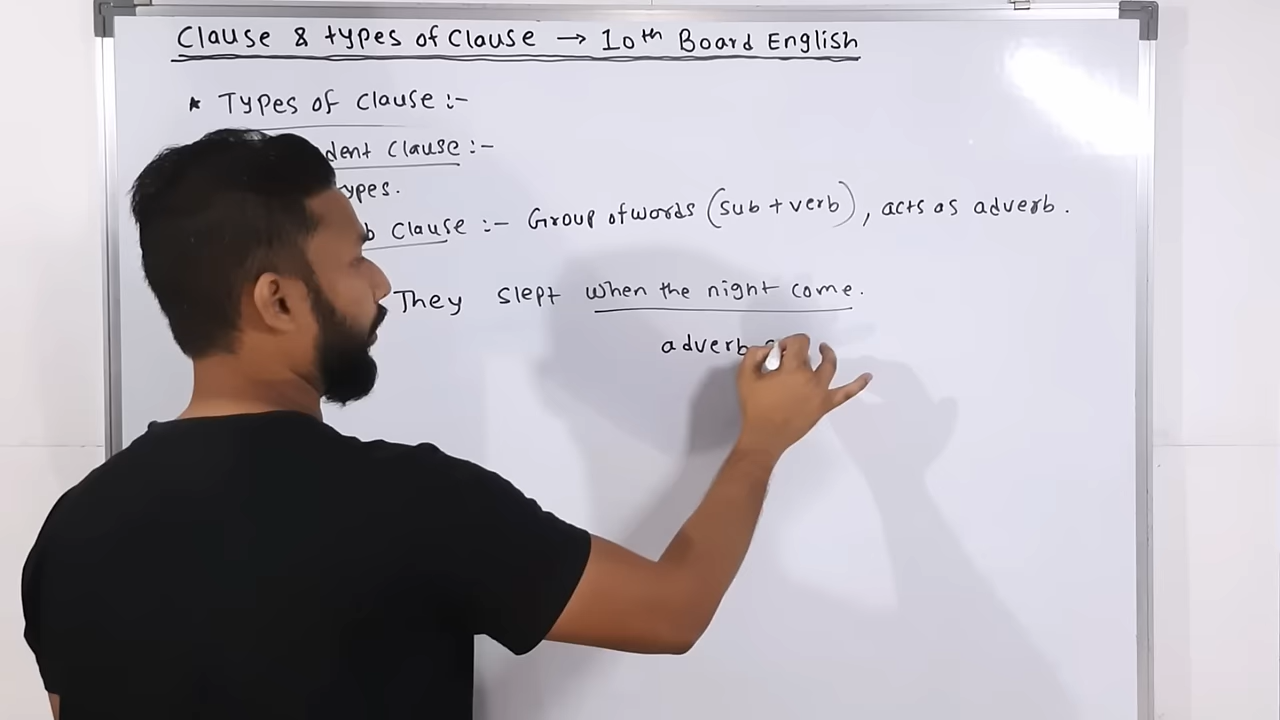 Clause & types of Clause → 10th Board English
* Types of clause :-
dent Clause :-
ypes.
b Clause :- Group of words (sub + verb), acts as adverb.
They slept when the night come.
adverb